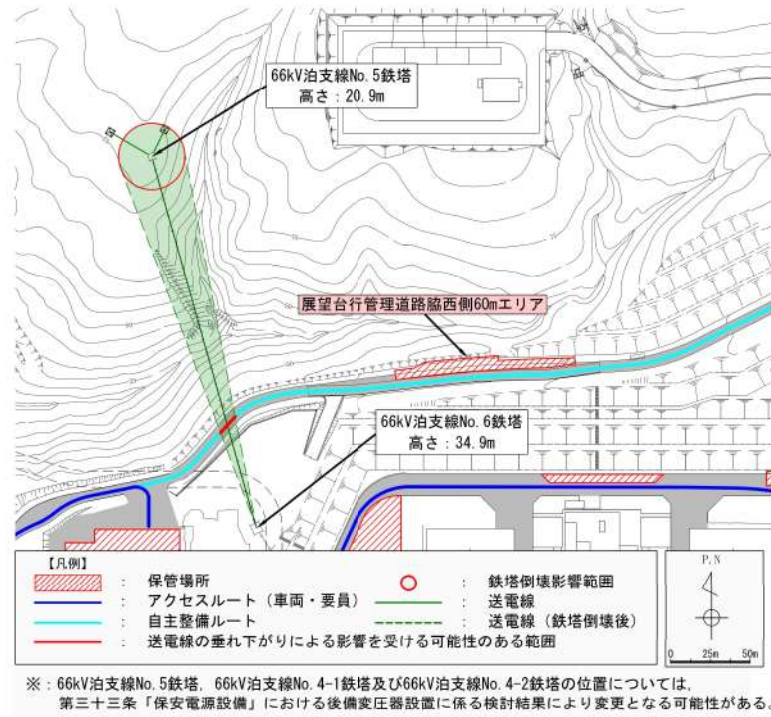 66kV泊支線No.5鉄塔
高さ：20.9m
展望台行管理道路脇西側60mエリア
66kV泊支線No.6鉄塔
高さ：34.9m
【凡例】
： 保管場所
： アクセスルート（車両・要員）
： 自主整備ルート
： 送電線の垂れ下がりによる影響を受ける可能性のある範囲
： 鉄塔倒壊影響範囲
： 送電線
： 送電線（鉄塔倒壊後）
P.N
0 25m 50m
※：66kV泊支線No.5鉄塔，66kV泊支線No.4-1鉄塔及び66kV泊支線No.4-2鉄塔の位置については，
第三十三条「保安電源設備」における後備変圧器設置に係る検討結果により変更となる可能性がある。